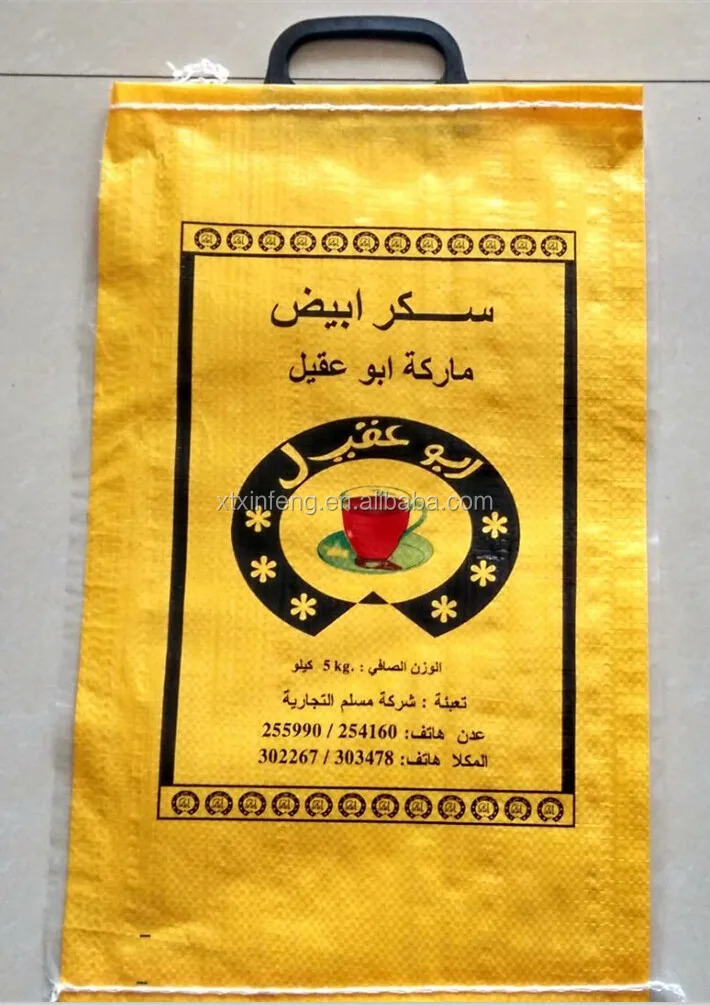 سكر ابيض
ماركة ابو عقيل
ابو عقيل
xtxinfeng.en.alibaba.com
الوزن الصافي : .5 kg كيلو
تعبئة : شركة مسلم التجارية
عدن هاتف: 254160 / 255990
المكلا هاتف: 303478 / 302267